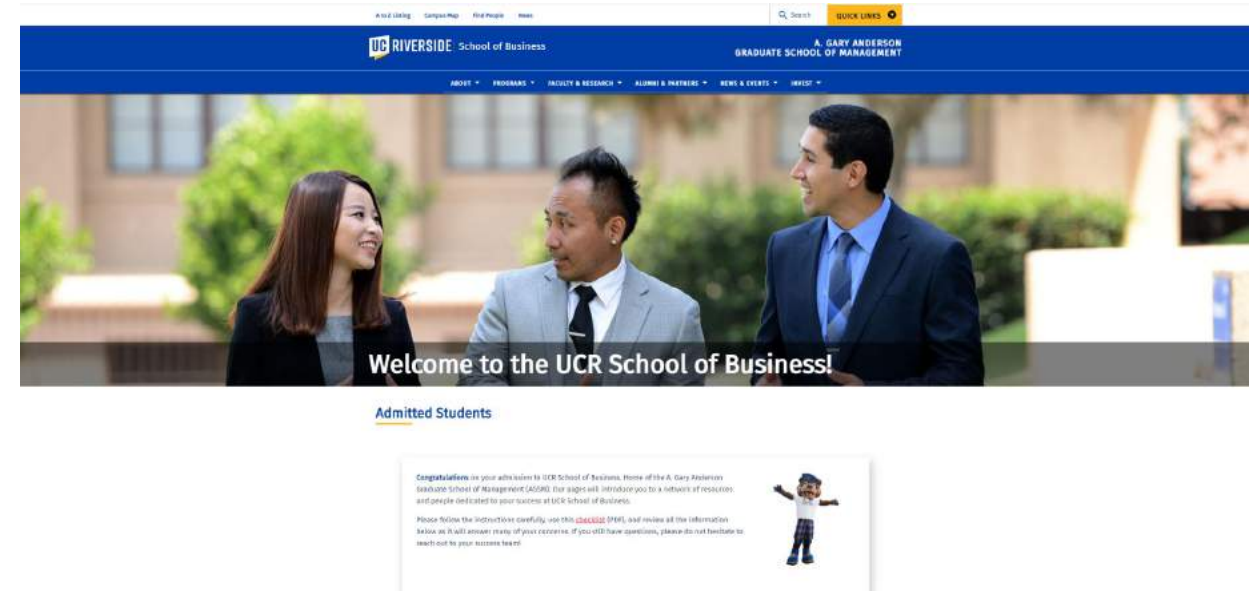 A to Z Listing Campus Map Find People News
Search QUICK LINKS
UC RIVERSIDE School of Business
A. GARY ANDERSON
GRADUATE SCHOOL OF MANAGEMENT
ABOUT PROGRAMS FACULTY & RESEARCH ALUMNI & PARTNERS NEWS & EVENTS INVEST
Welcome to the UCR School of Business!
Admitted Students
Congratulations on your admission to UCR School of Business. Home of the A. Gary Anderson
Graduate School of Management (AGSM). Our pages will introduce you to a network of resources
and people dedicated to your success at UCR School of Business.
Please follow the instructions carefully, use this checklist (PDF), and review all the information
below as it will answer many of your concerns. If you still have questions, please do not hesitate to
reach out to your success team!